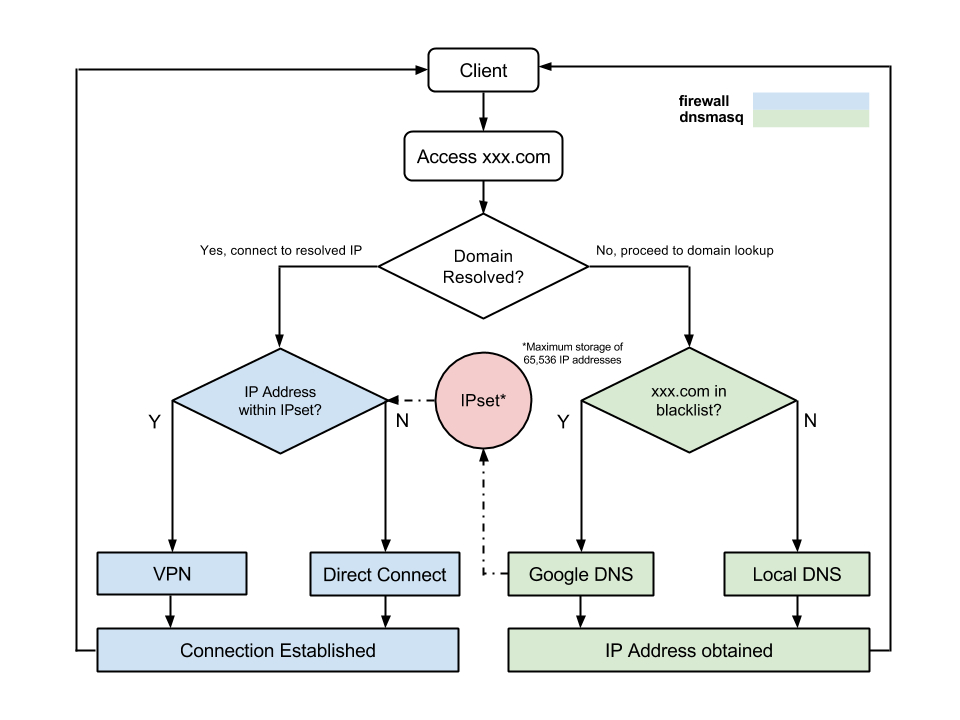 Client
firewall
dnsmasq
Access xxx.com
Domain
Resolved?
Yes, connect to resolved IP
No, proceed to domain lookup
*Maximum storage of
65,536 IP addresses
IP Address
within IPset?
IPset*
xxx.com in
blacklist?
Y
N
Y
N
VPN
Direct Connect
Google DNS
Local DNS
Connection Established
IP Address obtained